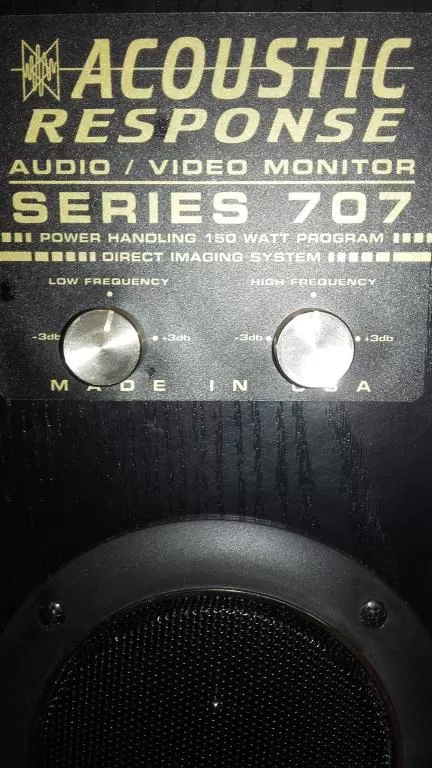 ACOUSTIC
RESPONSE
AUDIO / VIDEO MONITOR
SERIES 707
POWER HANDLING 150 WATT PROGRAM
DIRECT IMAGING SYSTEM
LOW FREQUENCY HIGH FREQUENCY
-3db +3db -3db +3db
MADE IN USA